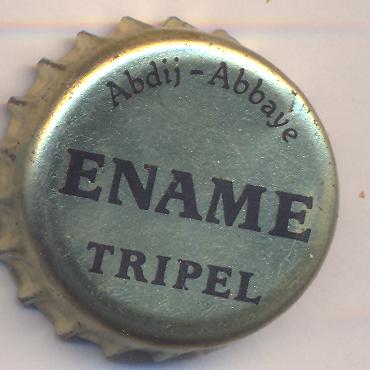 Abdij - Abbaye
ENAME
TRIPEL